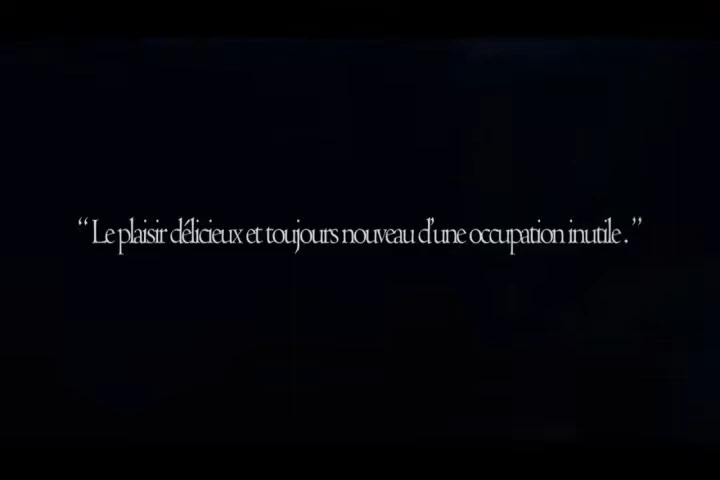 “ Le plaisir délicieux et toujours nouveau d’une occupation inutile . ”